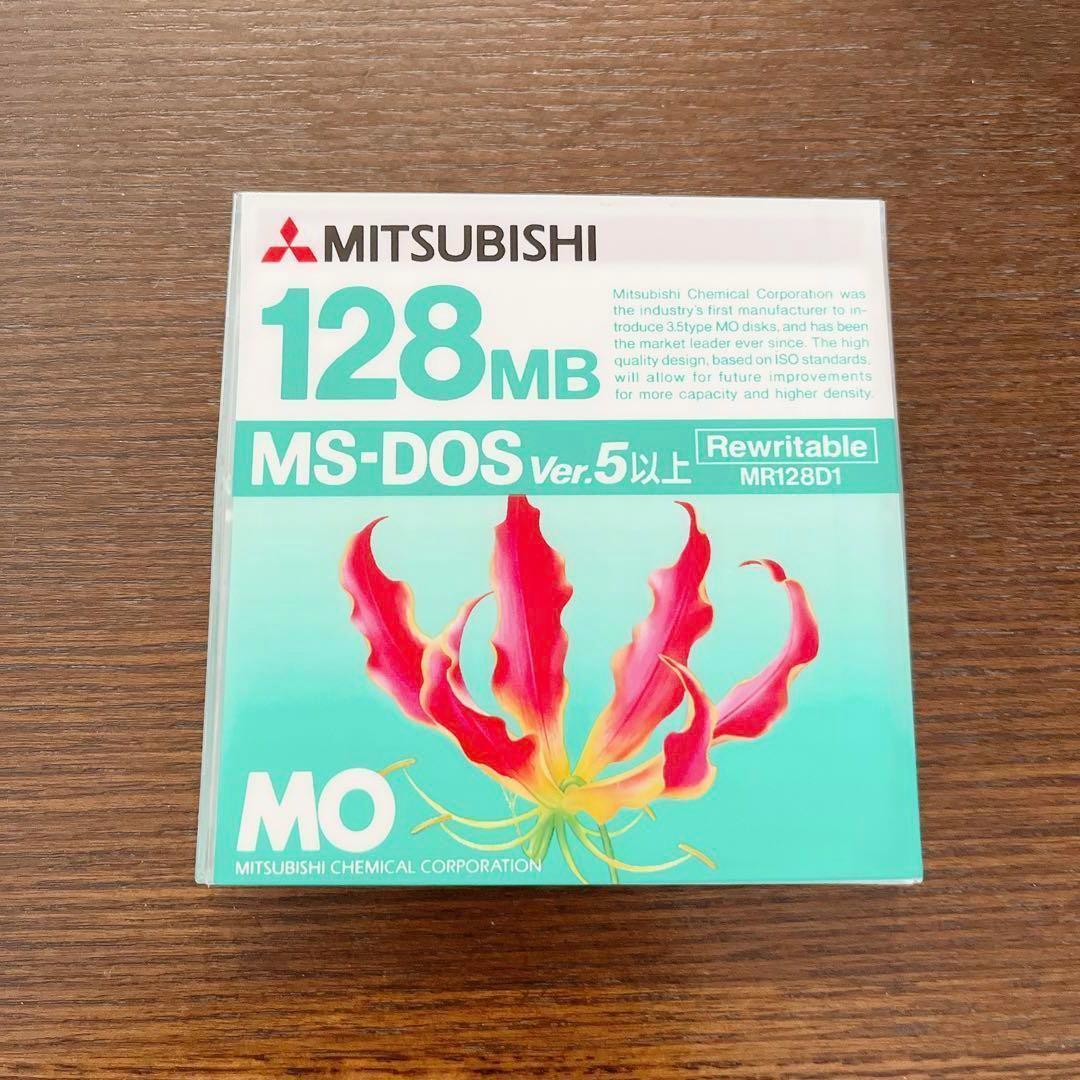 MITSUBISHI
128MB
Mitsubishi Chemical Corporation was
the industry's first manufacturer to in-
troduce 3.5type MO disks, and has been
the market leader ever since. The high
quality design, based on ISO standards,
will allow for future improvements
for more capacity and higher density.
MS-DOS Ver.5以上
Rewritable
MR128D1
MO
MITSUBISHI CHEMICAL CORPORATION